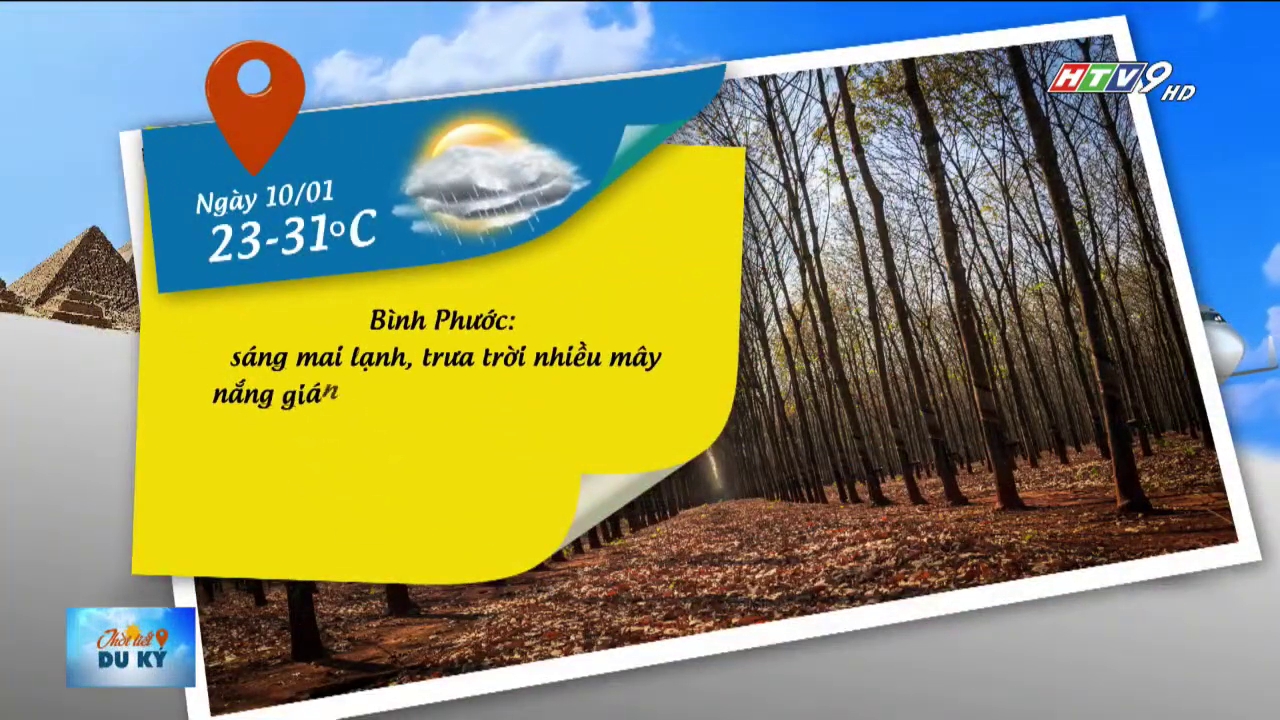 HTV9 HD
Ngày 10/01
23-31°C
Bình Phước:
sáng mai lạnh, trưa trời nhiều mây
nắng gián
Thời tiết
DU KÝ